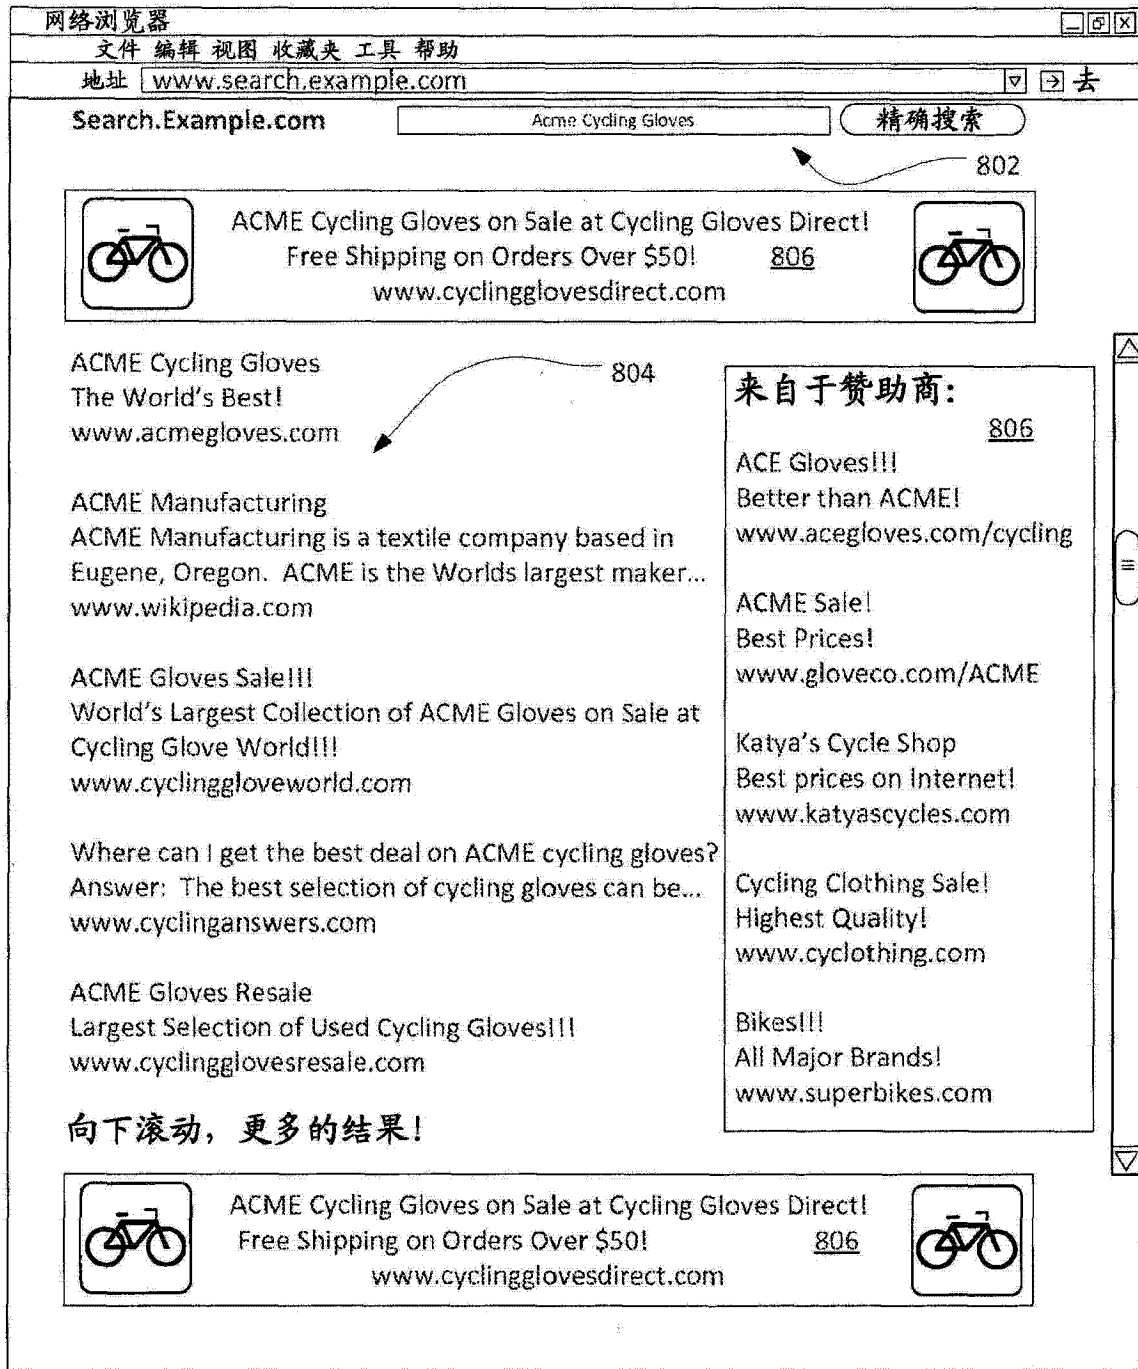 网络浏览器
文件 编辑 视图 收藏夹 工具 帮助
地址 www.search.example.com 去
Search.Example.com Acme Cycling Gloves 精确搜索
802
ACME Cycling Gloves on Sale at Cycling Gloves Direct!
Free Shipping on Orders Over $50! 806
www.cyclingglovesdirect.com
804
ACME Cycling Gloves
The World's Best!
www.acmegloves.com
ACME Manufacturing
ACME Manufacturing is a textile company based in
Eugene, Oregon. ACME is the Worlds largest maker...
www.wikipedia.com
ACME Gloves Sale!!!
World's Largest Collection of ACME Gloves on Sale at
Cycling Glove World!!!
www.cyclinggloveworld.com
Where can I get the best deal on ACME cycling gloves?
Answer: The best selection of cycling gloves can be...
www.cyclinganswers.com
ACME Gloves Resale
Largest Selection of Used Cycling Gloves!!!
www.cyclingglovesresale.com
向下滚动，更多的结果！
来自于赞助商：
806
ACE Gloves!!!
Better than ACME!
www.acegloves.com/cycling
ACME Sale!
Best Prices!
www.gloveco.com/ACME
Katya's Cycle Shop
Best prices on Internet!
www.katyascycles.com
Cycling Clothing Sale!
Highest Quality!
www.cyclothing.com
Bikes!!!
All Major Brands!
www.superbikes.com
ACME Cycling Gloves on Sale at Cycling Gloves Direct!
Free Shipping on Orders Over $50! 806
www.cyclingglovesdirect.com